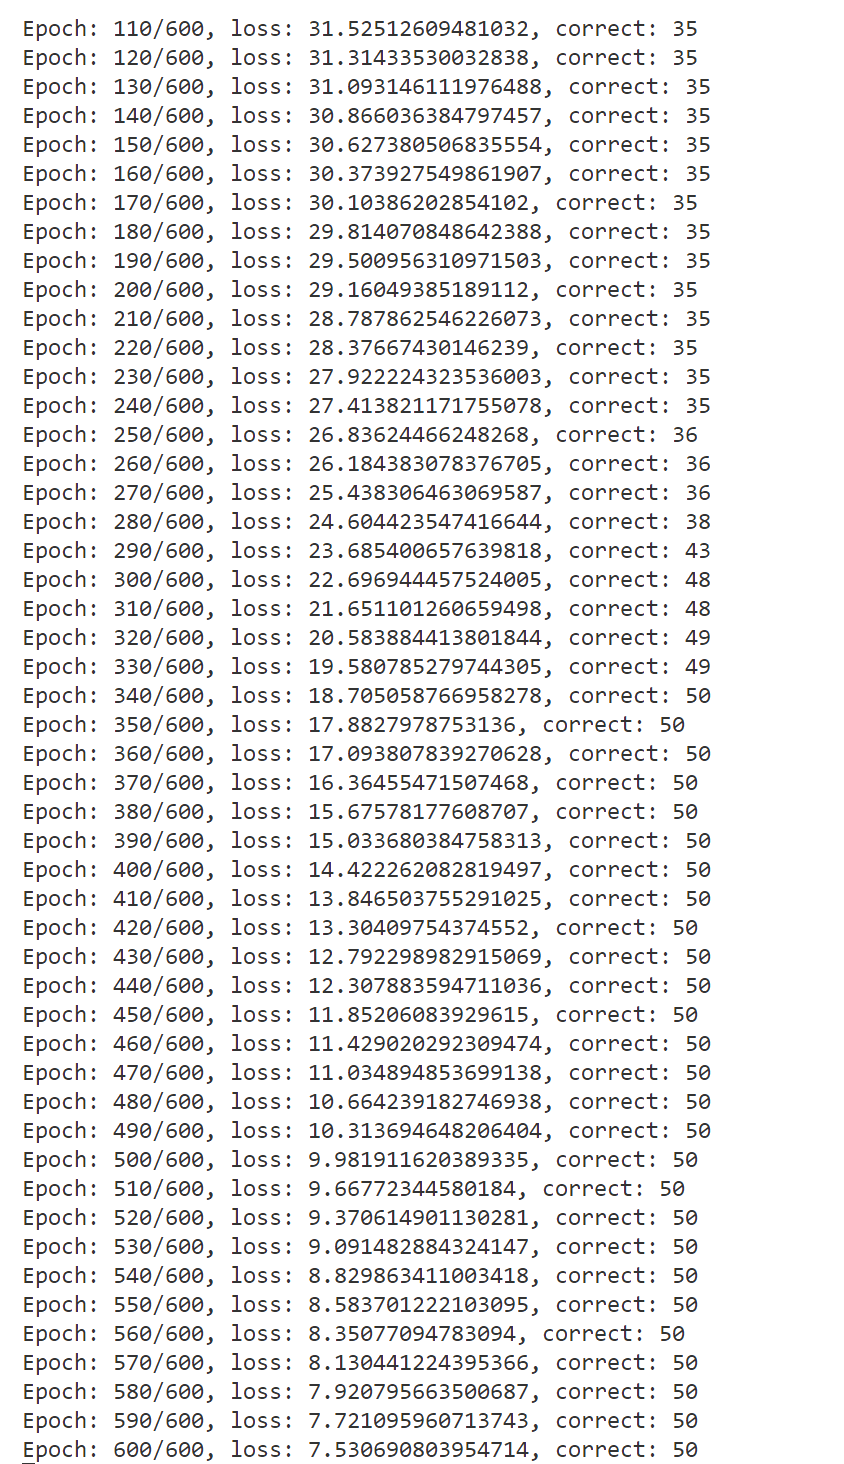 Epoch: 110/600, loss: 31.52512609481032, correct: 35
Epoch: 120/600, loss: 31.31433530032838, correct: 35
Epoch: 130/600, loss: 31.093146111976488, correct: 35
Epoch: 140/600, loss: 30.866036384797457, correct: 35
Epoch: 150/600, loss: 30.627380506835554, correct: 35
Epoch: 160/600, loss: 30.373927549861907, correct: 35
Epoch: 170/600, loss: 30.10386202854102, correct: 35
Epoch: 180/600, loss: 29.814070848642388, correct: 35
Epoch: 190/600, loss: 29.500956310971503, correct: 35
Epoch: 200/600, loss: 29.16049385189112, correct: 35
Epoch: 210/600, loss: 28.787862546226073, correct: 35
Epoch: 220/600, loss: 28.37667430146239, correct: 35
Epoch: 230/600, loss: 27.922224323536003, correct: 35
Epoch: 240/600, loss: 27.413821171755078, correct: 35
Epoch: 250/600, loss: 26.83624466248268, correct: 36
Epoch: 260/600, loss: 26.184383078376705, correct: 36
Epoch: 270/600, loss: 25.438306463069587, correct: 36
Epoch: 280/600, loss: 24.604423547416644, correct: 38
Epoch: 290/600, loss: 23.685400657639818, correct: 43
Epoch: 300/600, loss: 22.696944457524005, correct: 48
Epoch: 310/600, loss: 21.651101260659498, correct: 48
Epoch: 320/600, loss: 20.583884413801844, correct: 49
Epoch: 330/600, loss: 19.580785279744305, correct: 49
Epoch: 340/600, loss: 18.705058766958278, correct: 50
Epoch: 350/600, loss: 17.8827978753136, correct: 50
Epoch: 360/600, loss: 17.093807839270628, correct: 50
Epoch: 370/600, loss: 16.36455471507468, correct: 50
Epoch: 380/600, loss: 15.67578177608707, correct: 50
Epoch: 390/600, loss: 15.033680384758313, correct: 50
Epoch: 400/600, loss: 14.422262082819497, correct: 50
Epoch: 410/600, loss: 13.846503755291025, correct: 50
Epoch: 420/600, loss: 13.30409754374552, correct: 50
Epoch: 430/600, loss: 12.792298982915069, correct: 50
Epoch: 440/600, loss: 12.307883594711036, correct: 50
Epoch: 450/600, loss: 11.85206083929615, correct: 50
Epoch: 460/600, loss: 11.429020292309474, correct: 50
Epoch: 470/600, loss: 11.034894853699138, correct: 50
Epoch: 480/600, loss: 10.664239182746938, correct: 50
Epoch: 490/600, loss: 10.313694648206404, correct: 50
Epoch: 500/600, loss: 9.981911620389335, correct: 50
Epoch: 510/600, loss: 9.66772344580184, correct: 50
Epoch: 520/600, loss: 9.370614901130281, correct: 50
Epoch: 530/600, loss: 9.091482884324147, correct: 50
Epoch: 540/600, loss: 8.829863411003418, correct: 50
Epoch: 550/600, loss: 8.583701222103095, correct: 50
Epoch: 560/600, loss: 8.35077094783094, correct: 50
Epoch: 570/600, loss: 8.130441224395366, correct: 50
Epoch: 580/600, loss: 7.920795663500687, correct: 50
Epoch: 590/600, loss: 7.721095960713743, correct: 50
Epoch: 600/600, loss: 7.530690803954714, correct: 50